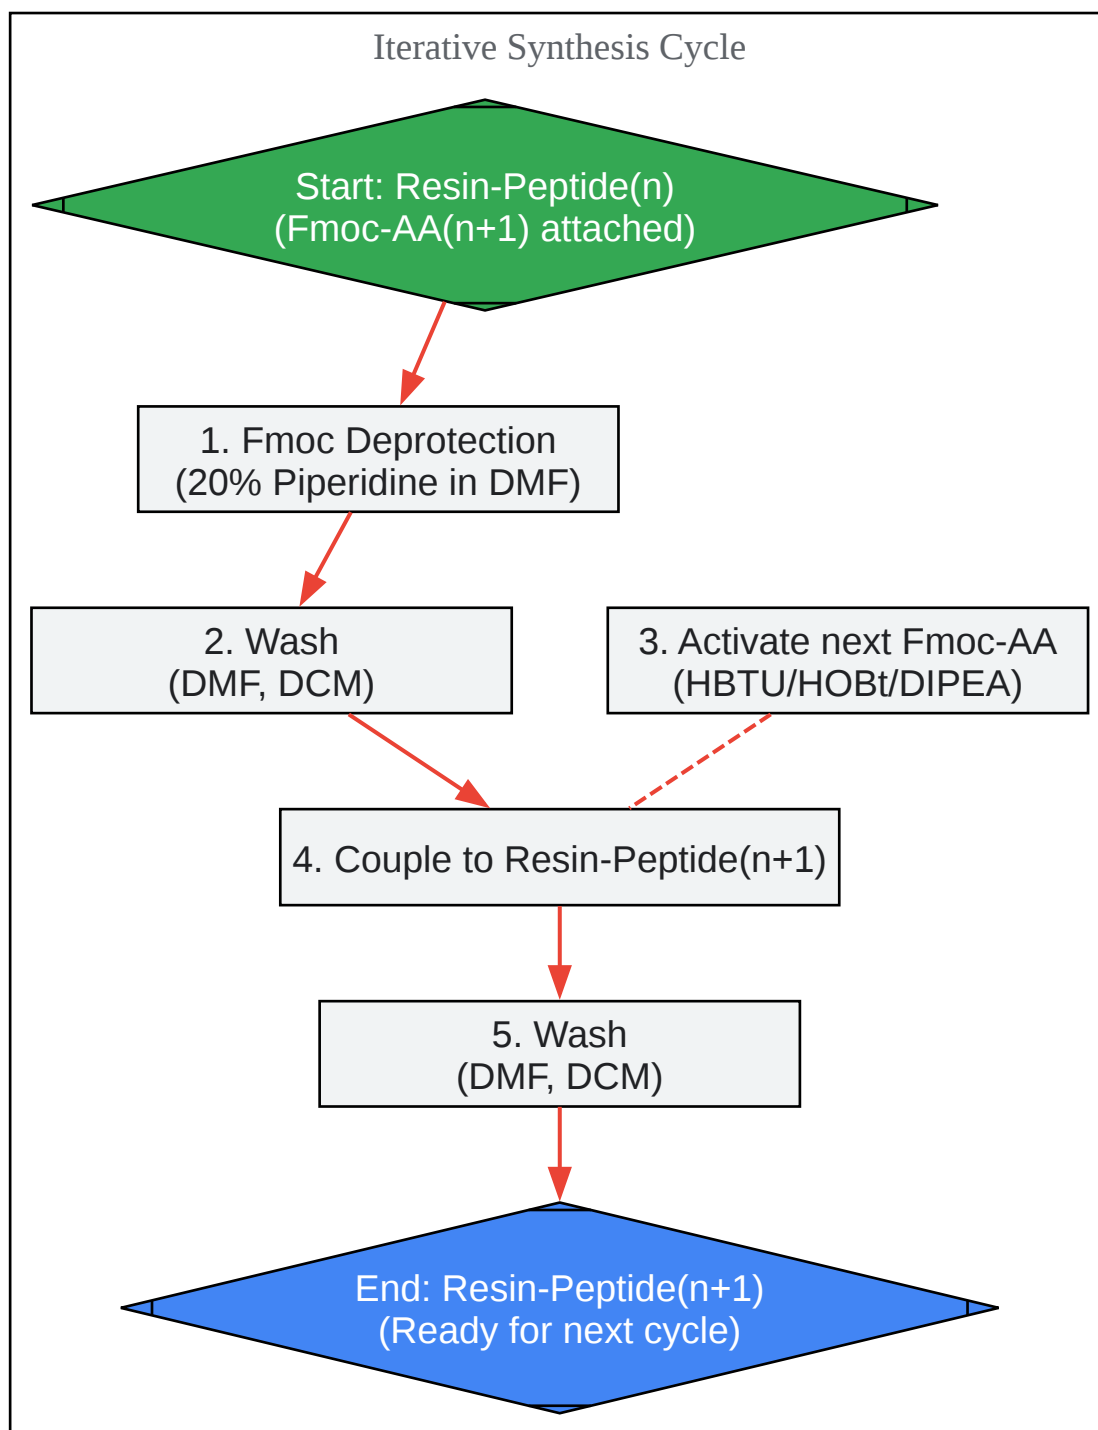 Iterative Synthesis Cycle
Start: Resin-Peptide(n)
(Fmoc-AA(n+1) attached)
1. Fmoc Deprotection
(20% Piperidine in DMF)
2. Wash
(DMF, DCM)
3. Activate next Fmoc-AA
(HBTU/HOBt/DIPEA)
4. Couple to Resin-Peptide(n+1)
5. Wash
(DMF, DCM)
End: Resin-Peptide(n+1)
(Ready for next cycle)